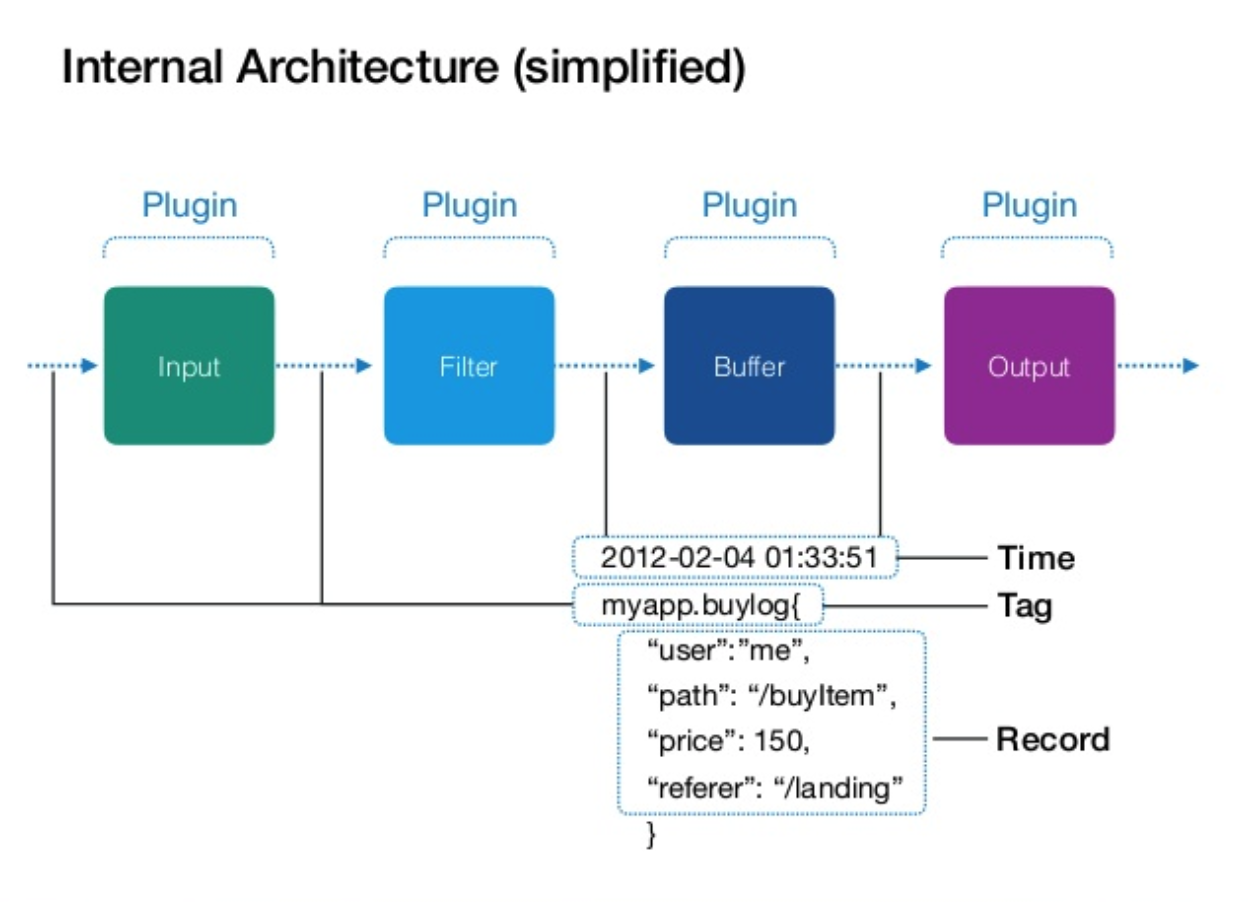 Internal Architecture (simplified)
Plugin Plugin Plugin Plugin
Input Filter Buffer Output
2012-02-04 01:33:51 Time
myapp.buylog{ Tag
“user”:”me”,
“path”: “/buyItem”,
“price”: 150, Record
“referer”: “/landing”
}